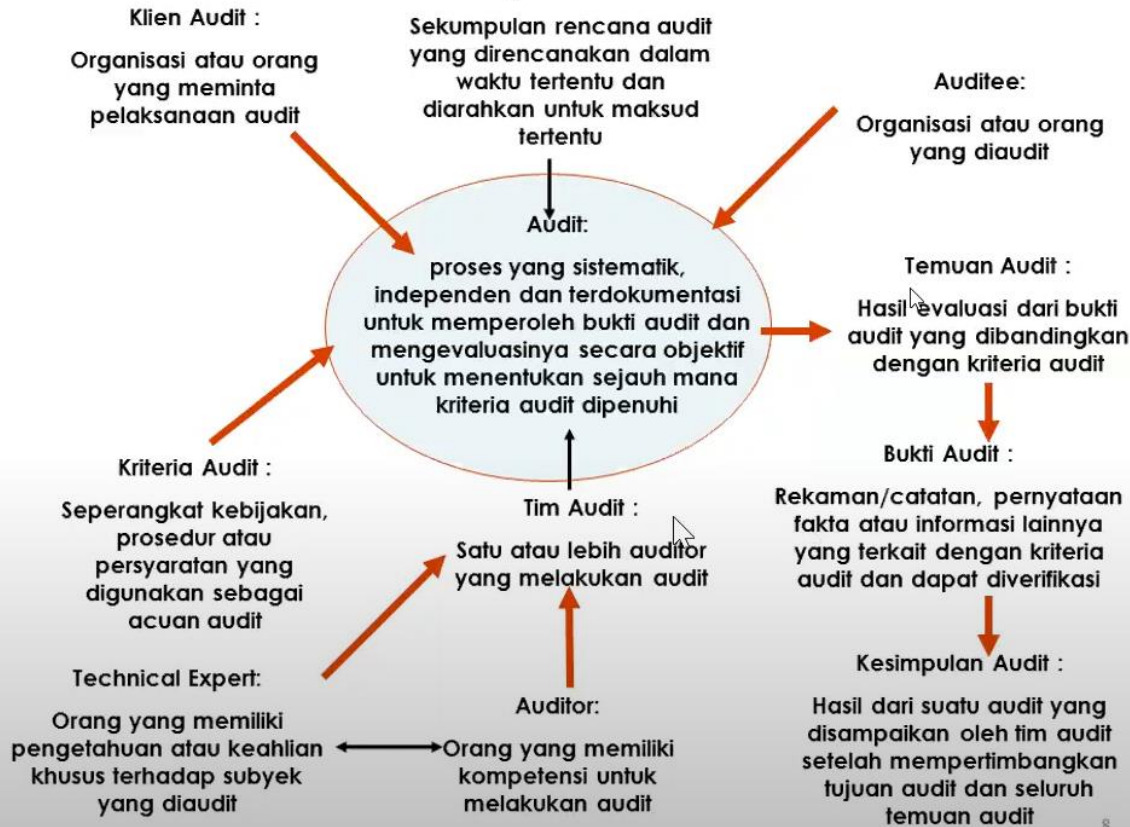 Klien Audit :
Organisasi atau orang
yang meminta
pelaksanaan audit
Sekumpulan rencana audit
yang direncanakan dalam
waktu tertentu dan
diarahkan untuk maksud
tertentu
Auditee:
Organisasi atau orang
yang diaudit
Audit:
proses yang sistematik,
independen dan terdokumentasi
untuk memperoleh bukti audit dan
mengevaluasinya secara objektif
untuk menentukan sejauh mana
kriteria audit dipenuhi
Temuan Audit :
Hasil evaluasi dari bukti
audit yang dibandingkan
dengan kriteria audit
Kriteria Audit :
Seperangkat kebijakan,
prosedur atau
persyaratan yang
digunakan sebagai
acuan audit
Tim Audit :
Satu atau lebih auditor
yang melakukan audit
Bukti Audit :
Rekaman/catatan, pernyataan
fakta atau informasi lainnya
yang terkait dengan kriteria
audit dan dapat diverifikasi
Technical Expert:
Orang yang memiliki
pengetahuan atau keahlian
khusus terhadap subyek
yang diaudit
Auditor:
Orang yang memiliki
kompetensi untuk
melakukan audit
Kesimpulan Audit :
Hasil dari suatu audit yang
disampaikan oleh tim audit
setelah mempertimbangkan
tujuan audit dan seluruh
temuan audit